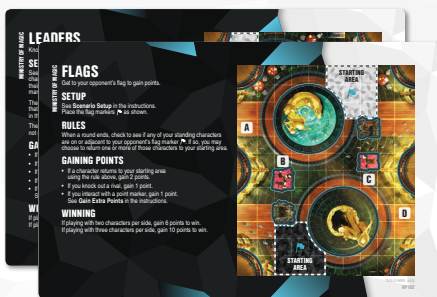 MINISTRY OF MAGIC
LEADERS
MINISTRY OF MAGIC
FLAGS
Get to your opponent's flag to gain points.
SETUP
See Scenario Setup in the instructions.
Place the flag markers as shown.
RULES
When a round ends, check to see if any of your standing characters
are on or adjacent to your opponent's flag marker. If so, you may
choose to return one or more of those characters to your starting area.
GAINING POINTS
• If a character returns to your starting area
using the rule above, gain 2 points.
• If you knock out a rival, gain 1 point.
• If you interact with a point marker, gain 1 point.
See Gain Extra Points in the instructions.
WINNING
If playing with two characters per side, gain 6 points to win.
If playing with three characters per side, gain 10 points to win.
STARTING
AREA
A
B
C
D
STARTING
AREA